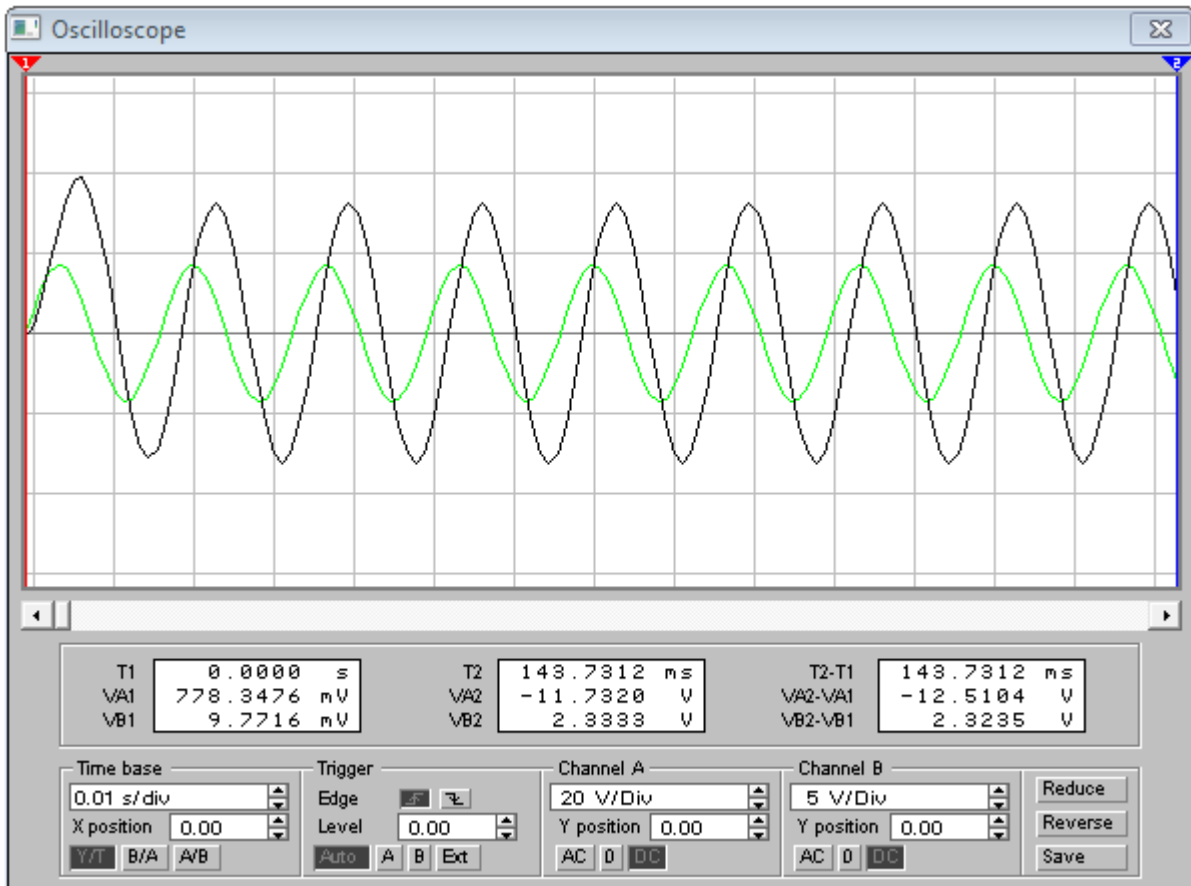 Oscilloscope
1 2
T1 0.0000 s T2 143.7312 ms T2-T1 143.7312 ms
VA1 778.3476 mV VA2 -11.7320 V VA2-VA1 -12.5104 V
VB1 9.7716 mV VB2 2.3333 V VB2-VB1 2.3235 V
Time base Trigger Channel A Channel B
0.01 s/div Edge 20 V/Div 5 V/Div Reduce
X position 0.00 Level 0.00 Y position 0.00 Y position 0.00 Reverse
Y/T B/A A/B Auto A B Ext AC 0 DC AC 0 DC Save